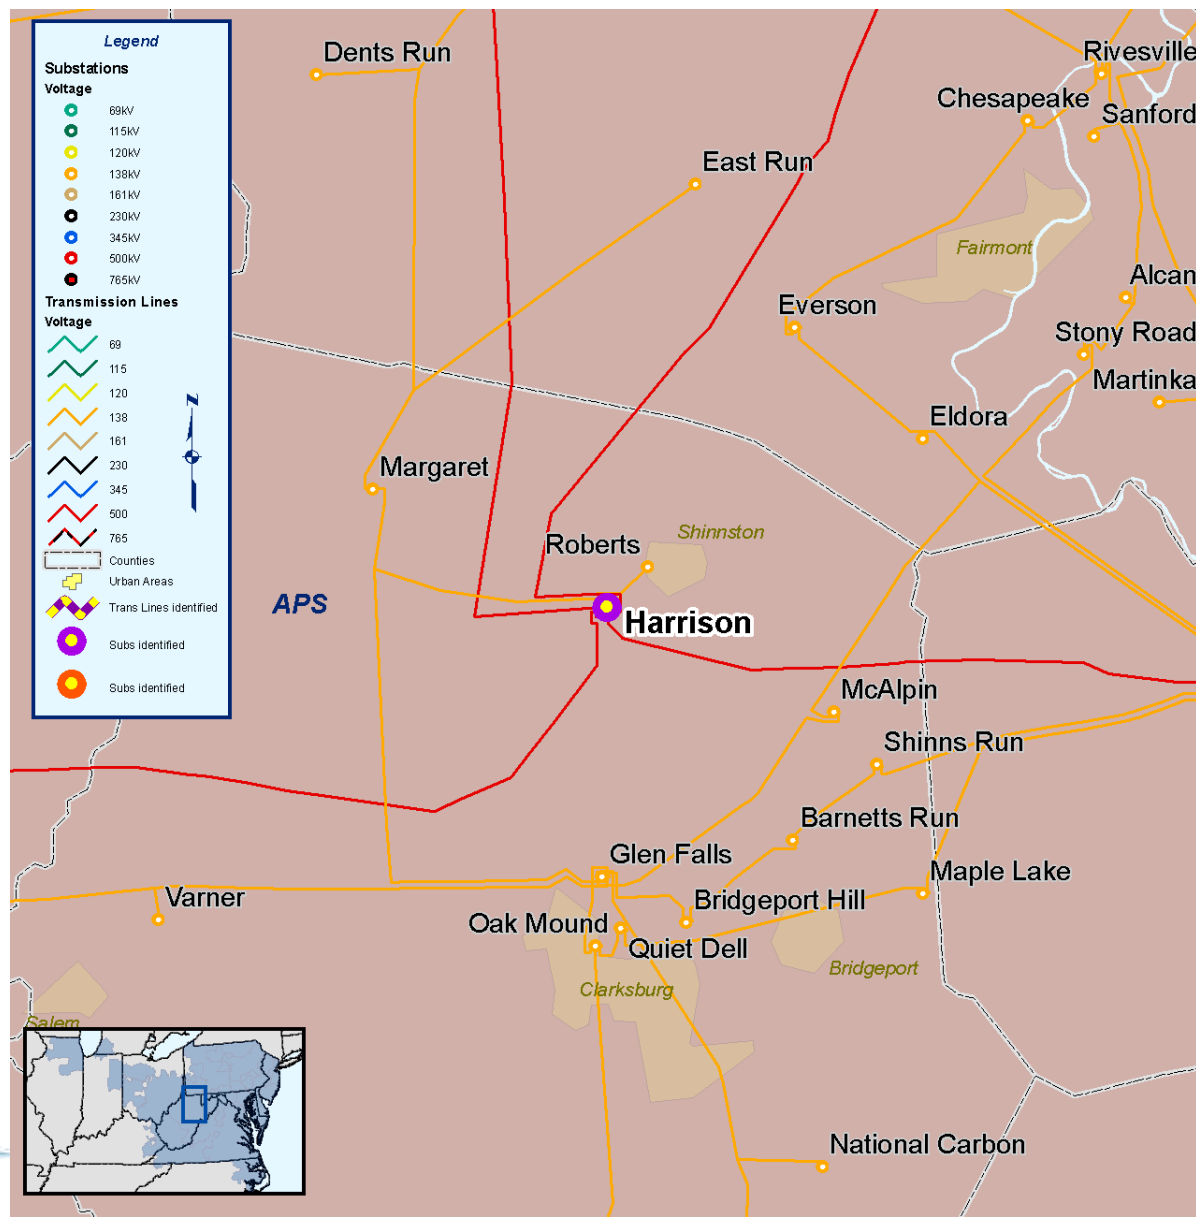 Legend
Substations
Voltage
69kV
115kV
120kV
138kV
161kV
230kV
345kV
500kV
765kV
Transmission Lines
Voltage
69
115
120
138
161
230
345
500
765
Counties
Urban Areas
Trans Lines identified
Subs identified
Subs identified
N
Dents Run
Rivesville
Chesapeake
Sanford
East Run
Fairmont
Alcan
Everson
Stony Road
Martinka
Eldora
Margaret
Shinnston
Roberts
APS
Harrison
McAlpin
Shinns Run
Barnetts Run
Glen Falls
Maple Lake
Varner
Bridgeport Hill
Oak Mound
Quiet Dell
Bridgeport
Clarksburg
Salem
National Carbon